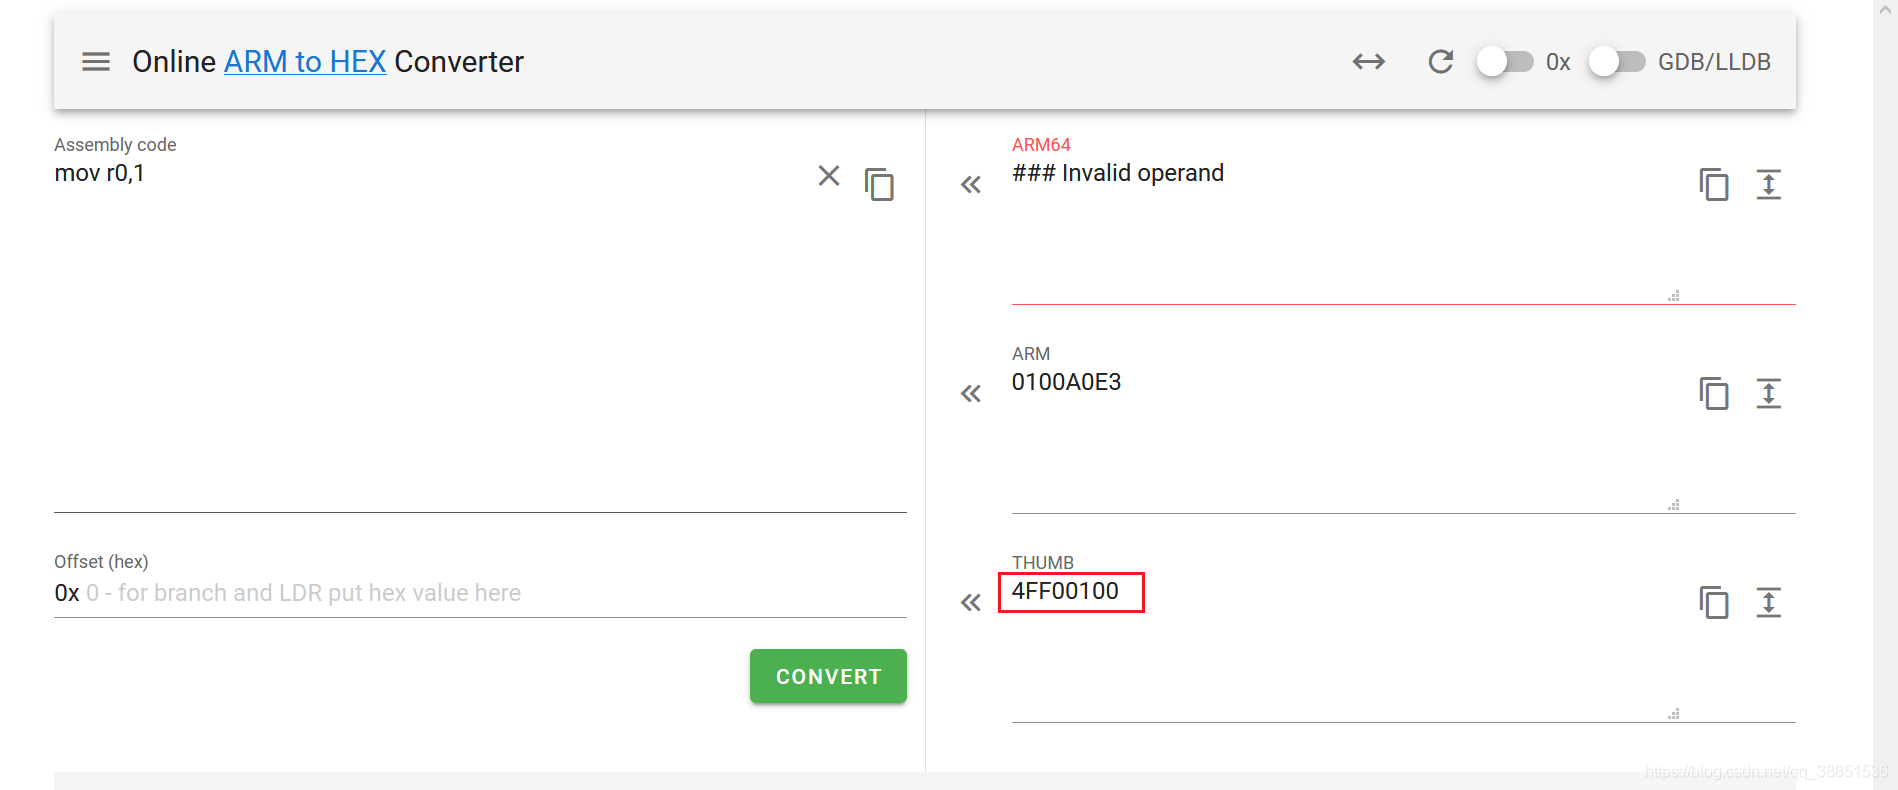 Online ARM to HEX Converter
0x
GDB/LLDB
Assembly code
mov r0,1
Offset (hex)
0x 0 - for branch and LDR put hex value here
CONVERT
ARM64
### Invalid operand
ARM
0100A0E3
THUMB
4FF00100
https://blog.csdn.net/qq_38851536